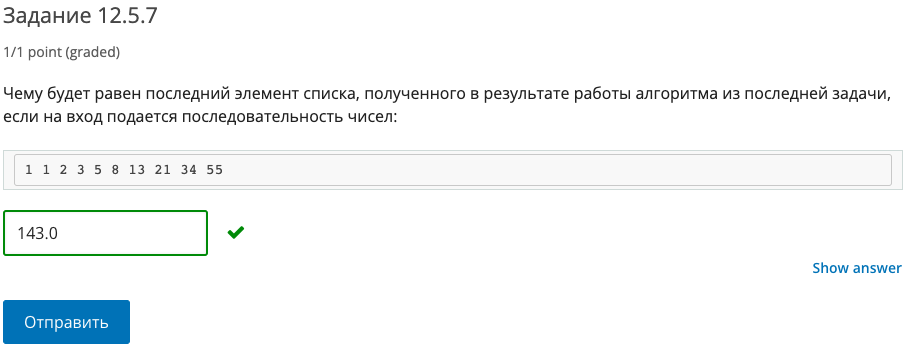 Задание 12.5.7
1/1 point (graded)
Чему будет равен последний элемент списка, полученного в результате работы алгоритма из последней задачи,
если на вход подается последовательность чисел:
1 1 2 3 5 8 13 21 34 55
143.0
Show answer
Отправить